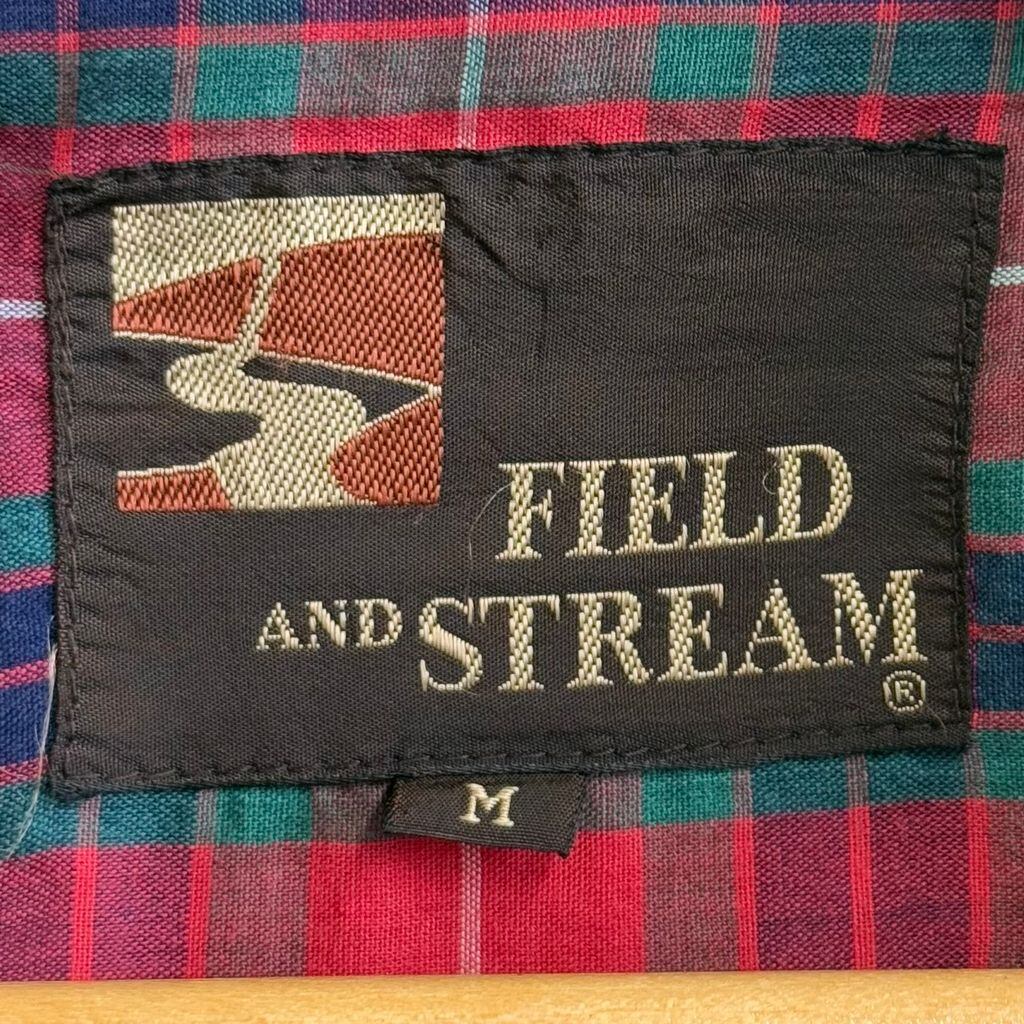 FIELD
AND STREAM
®
M